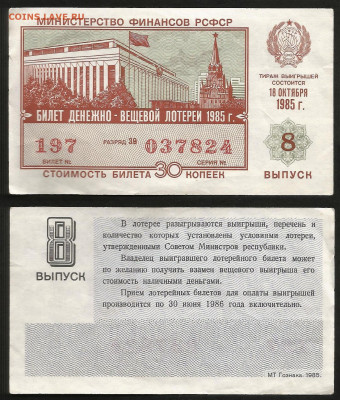 COINS.LAVE.RU
МИНИСТЕРСТВО ФИНАНСОВ РСФСР
ТИРАЖ ВЫИГРЫШЕЙ
СОСТОИТСЯ
18 ОКТЯБРЯ
1985 г.
БИЛЕТ ДЕНЕЖНО-ВЕЩЕВОЙ ЛОТЕРЕИ 1985 г.
197 РАЗРЯД 39 037824
БИЛЕТ №. СЕРИЯ №.
8
СТОИМОСТЬ БИЛЕТА 30 КОПЕЕК ВЫПУСК
8
ВЫПУСК
В лотерее разыгрываются выигрыши, перечень и
количество которых установлены условиями лотереи,
утвержденными Советом Министров республики.
Владелец выигравшего лотерейного билета может
по желанию получить взамен вещевого выигрыша его
стоимость наличными деньгами.
Прием лотерейных билетов для оплаты выигрышей
производится по 30 июня 1986 года включительно.
МТ Гознака. 1985.